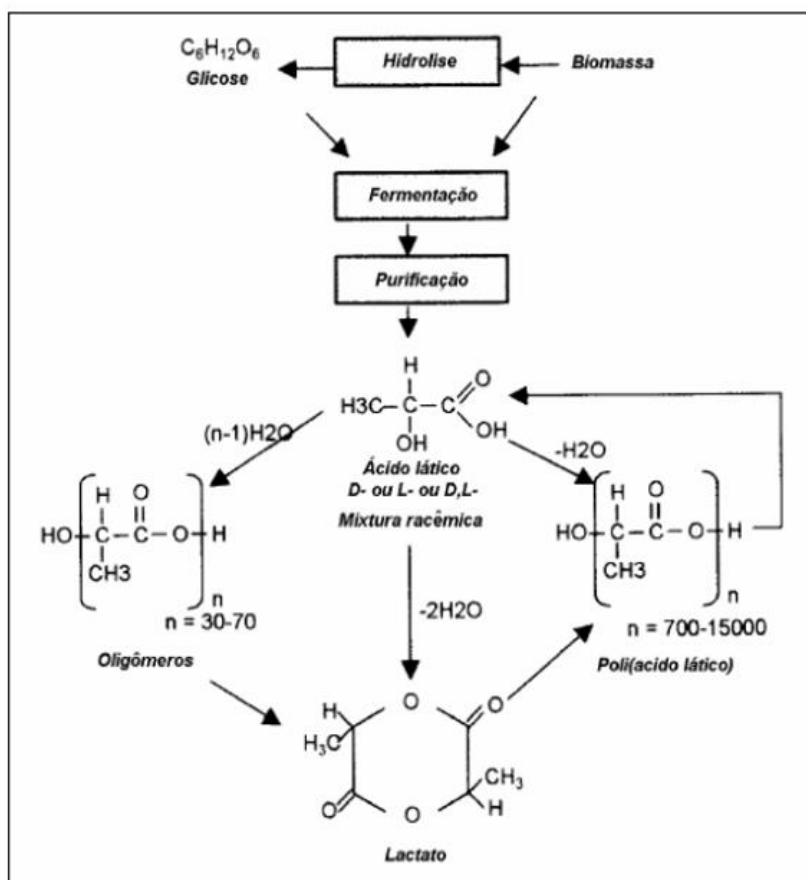 C₆H₁₂O₆
Glicose
Hidrolise
Biomassa
Fermentação
Purificação
H
H3C-C-C
O
OH
OH
Ácido lático
D- ou L- ou D,L-
Mixtura racêmica
(n-1)H2O
-H2O
H O
HO-C-C-O-H
CH3
n
n = 30-70
Oligômeros
-2H2O
H O
HO-C-C-O-H
CH3
n
n = 700-15000
Poli(acido lático)
O
H
O
H₃C
CH₃
O
O
H
Lactato